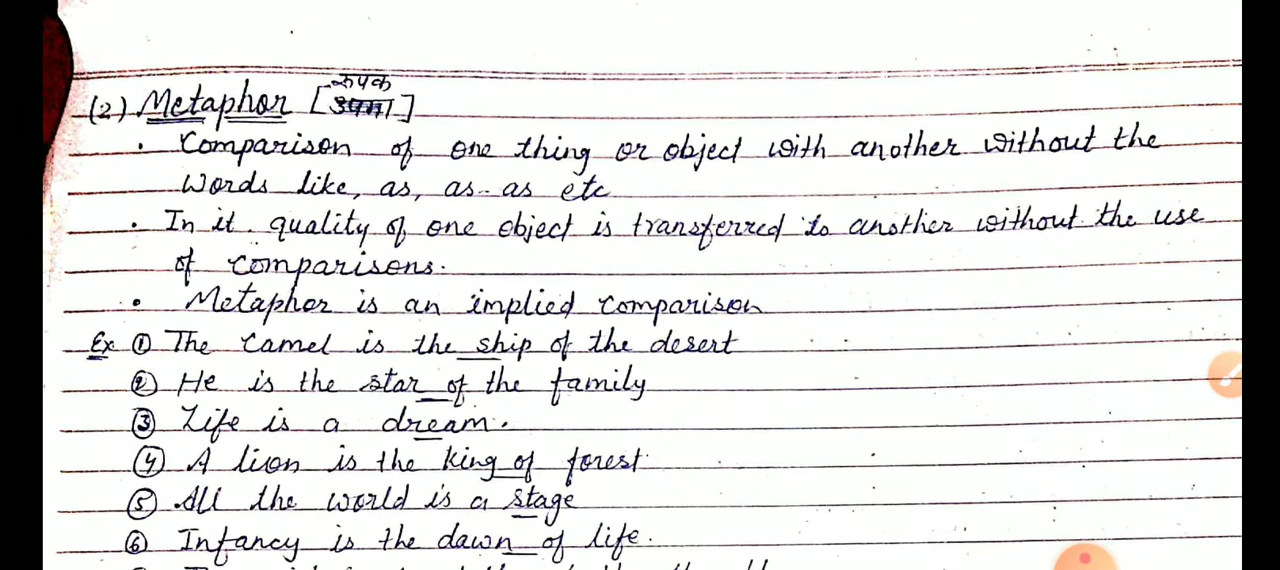 रूपक
(2) Metaphor [उपमा]
• Comparison of one thing or object with another without the
words like, as, as.. as etc
• In it quality of one object is transferred to another without the use
of comparisons.
• Metaphor is an implied comparison
Ex ① The Camel is the ship of the desert
② He is the star of the family
③ Life is a dream.
④ A lion is the king of forest
⑤ All the world is a stage
⑥ Infancy is the dawn of life.